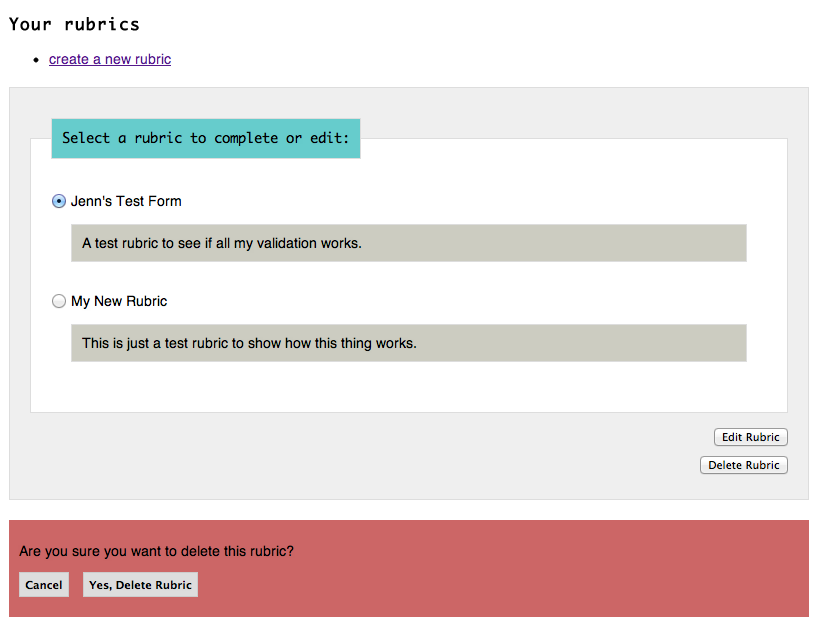 Your rubrics
create a new rubric
Select a rubric to complete or edit:
Jenn's Test Form
A test rubric to see if all my validation works.
My New Rubric
This is just a test rubric to show how this thing works.
Edit Rubric
Delete Rubric
Are you sure you want to delete this rubric?
Cancel Yes, Delete Rubric